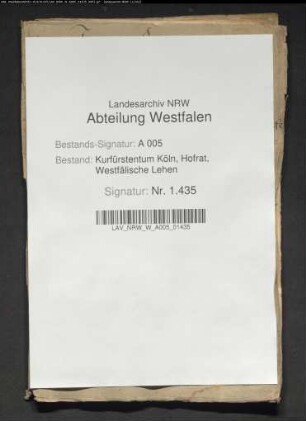 Landesarchiv NRW
Abteilung Westfalen
Bestands-Signatur: A 005
Bestand: Kurfürstentum Köln, Hofrat,
Westfälische Lehen
Signatur: Nr. 1.435
LAV_NRW_W_A005_01435